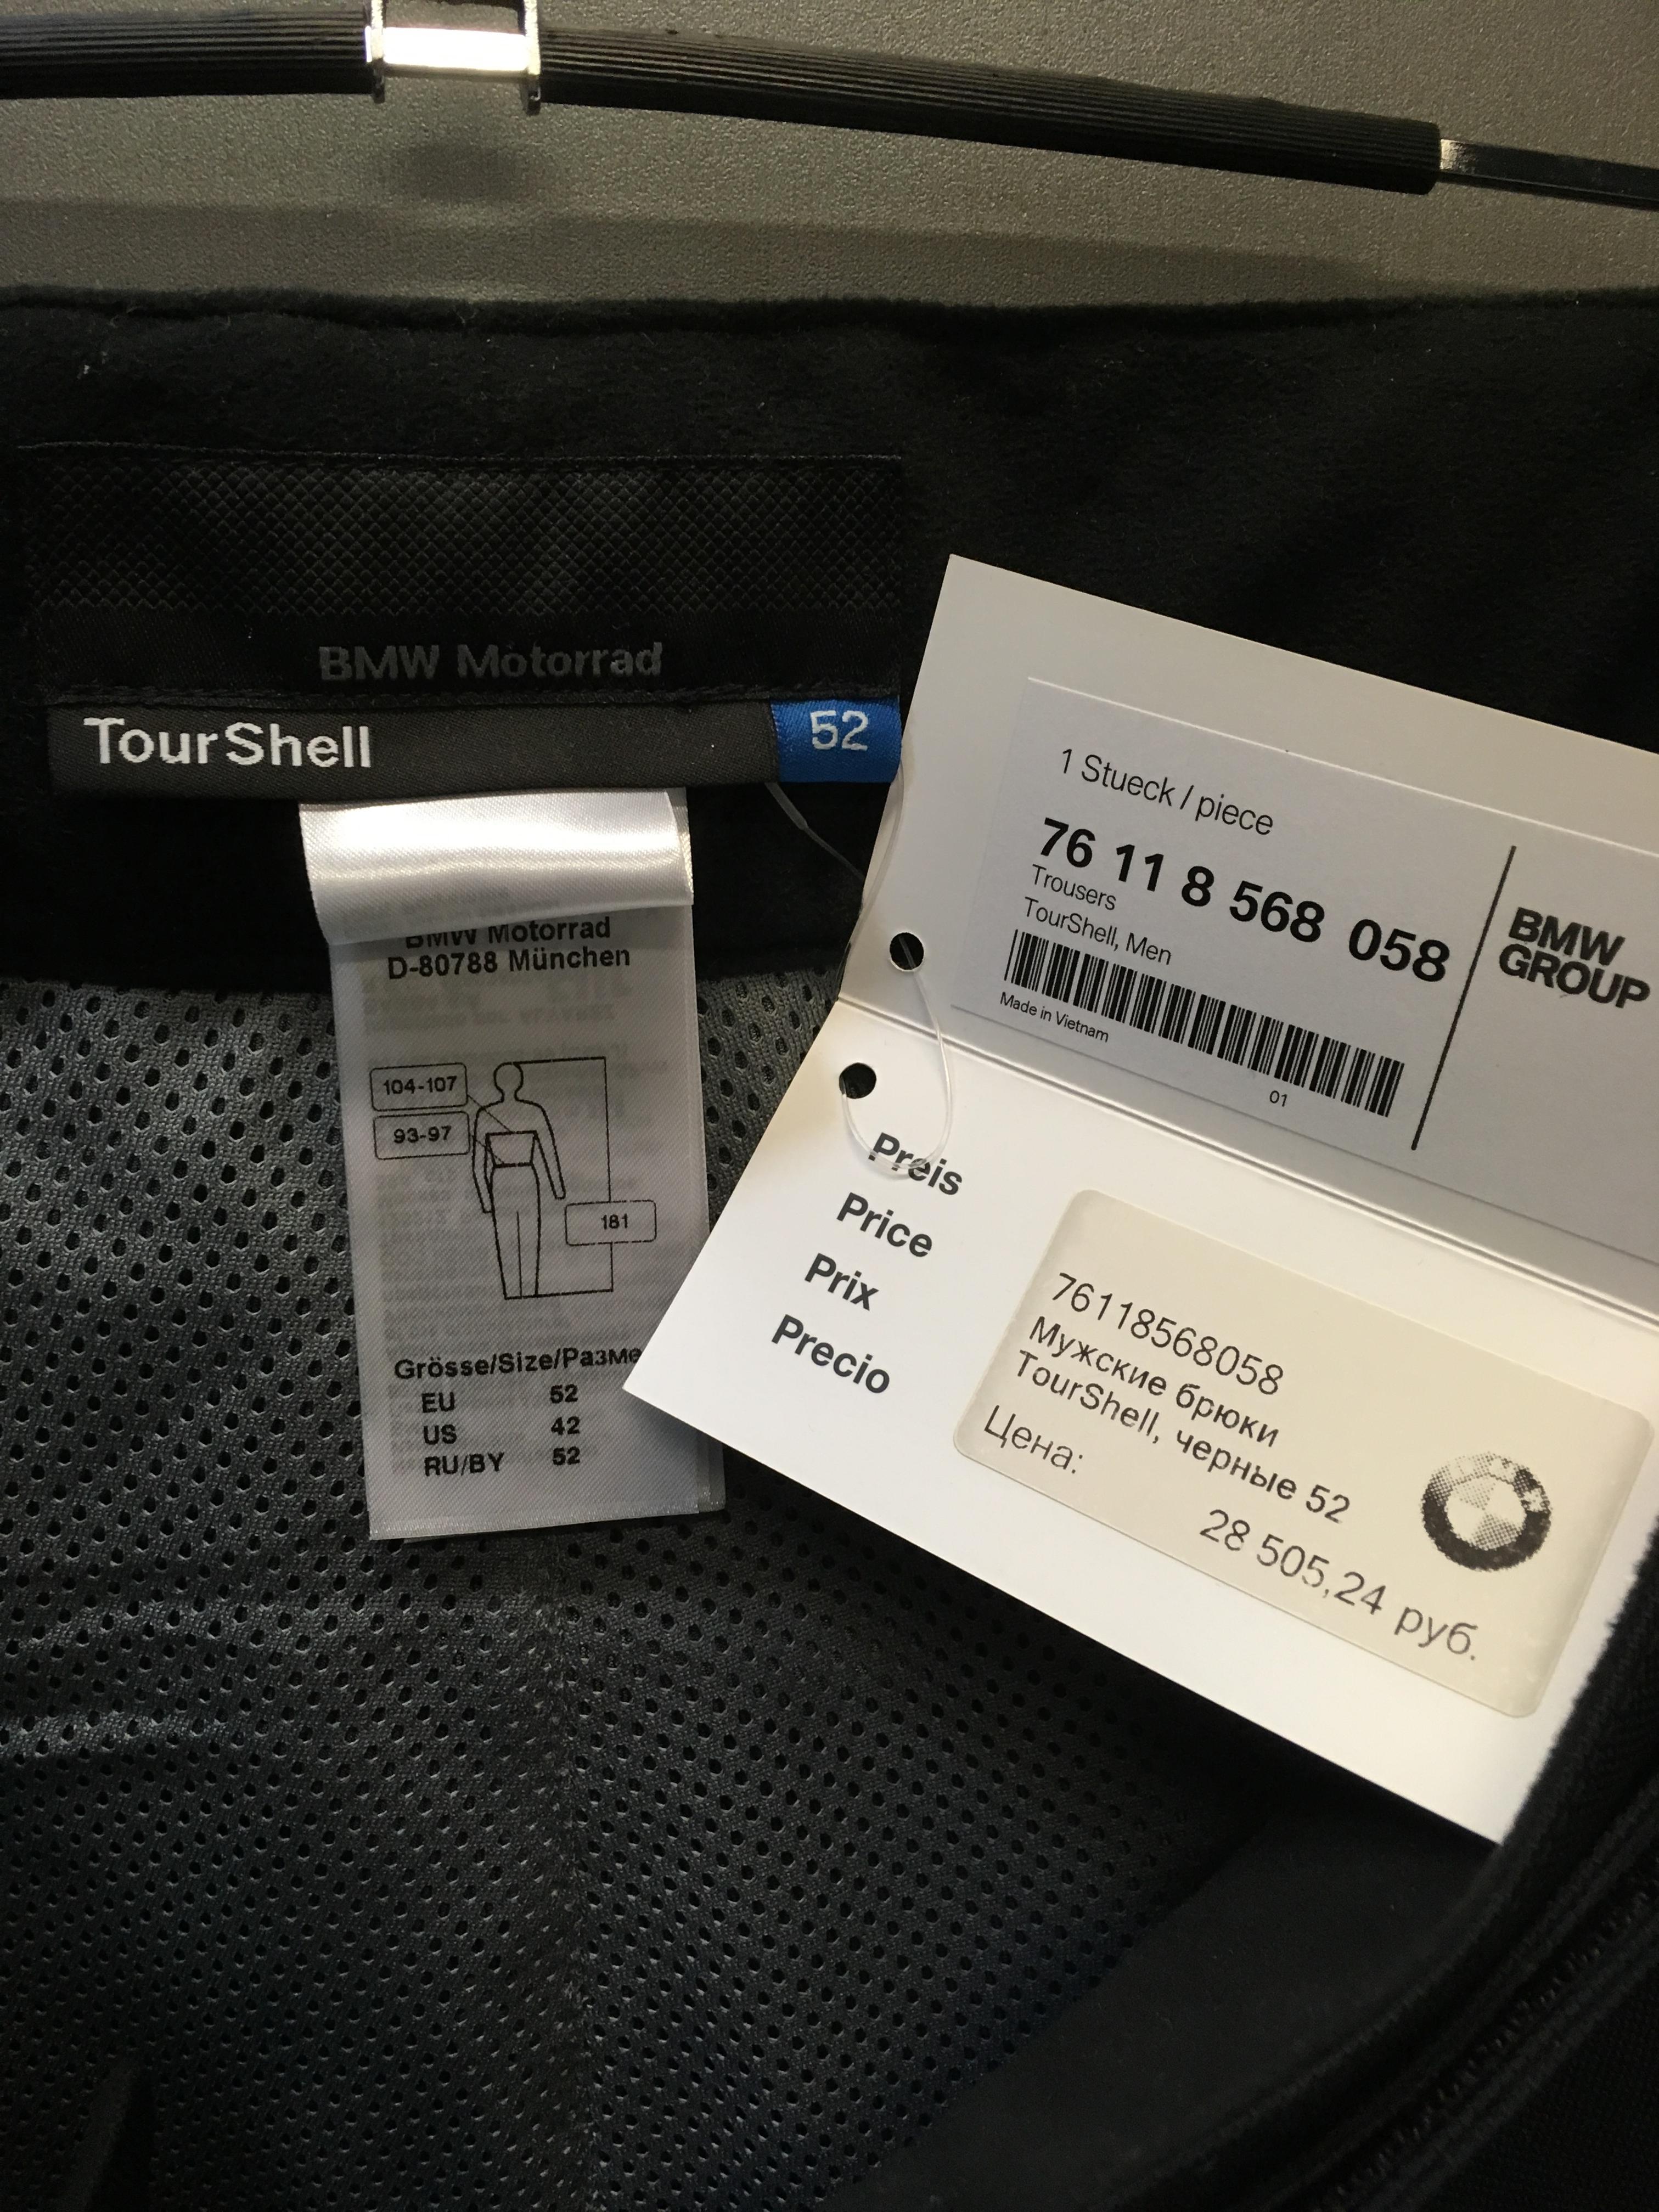 BMW Motorrad
TourShell
52
BMW Motorrad
D-80788 München
104-107
93-97
181
Grösse/Size/Разме
EU 52
US 42
RU/BY 52
1 Stueck / piece
76 11 8 568 058
Trousers
TourShell, Men
Made in Vietnam
01
BMW
GROUP
Preis
Price
Prix
Precio
76118568058
Мужские брюки
TourShell, черные 52
Цена:
28 505,24 руб.